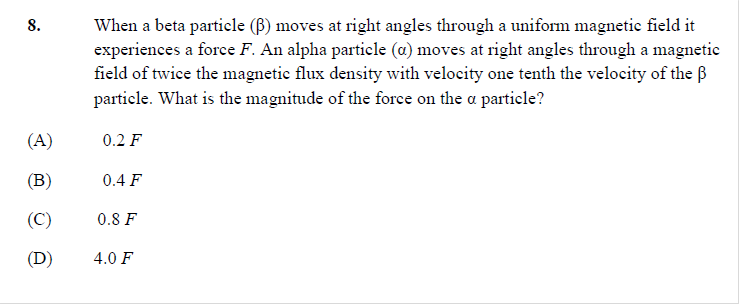 8. When a beta particle (β) moves at right angles through a uniform magnetic field it
experiences a force F. An alpha particle (α) moves at right angles through a magnetic
field of twice the magnetic flux density with velocity one tenth the velocity of the β
particle. What is the magnitude of the force on the α particle?
(A) 0.2 F
(B) 0.4 F
(C) 0.8 F
(D) 4.0 F